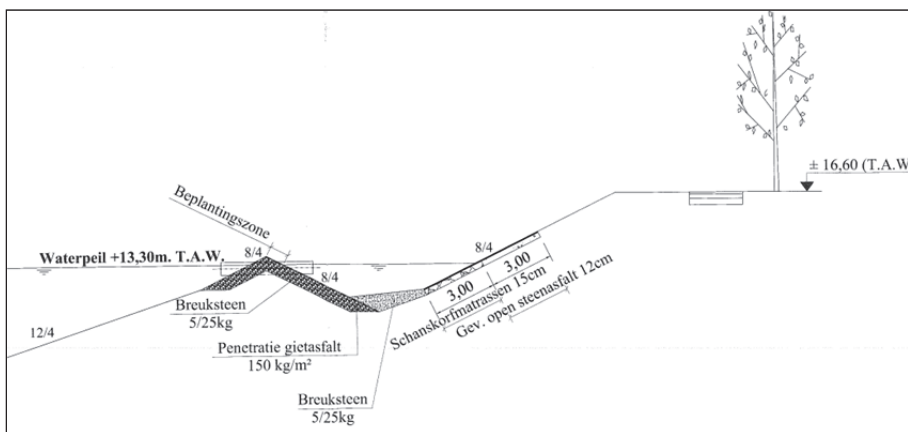 ± 16,60 (T.A.W
Beplantingszone
Waterpeil +13,30m. T.A.W.
8/4
8/4
8/4
3,00
3,00
Breuksteen
5/25kg
12/4
Schanskorfmatrassen 15cm
Gev. open steenasfalt 12cm
Penetratie gietasfalt
150 kg/m²
Breuksteen
5/25kg